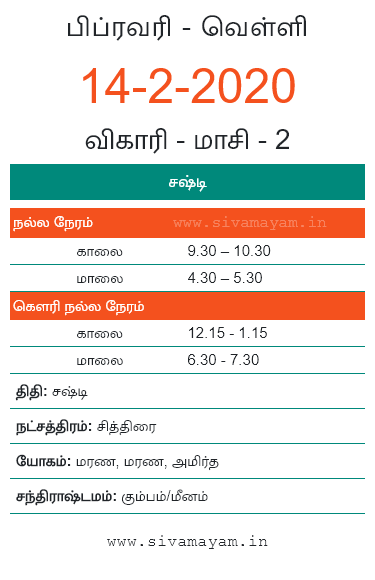 பிப்ரவரி - வெள்ளி
14-2-2020
விகாரி - மாசி - 2
சஷ்டி
நல்ல நேரம் www.sivamayam.in
காலை 9.30 – 10.30
மாலை 4.30 – 5.30
கௌரி நல்ல நேரம்
காலை 12.15 - 1.15
மாலை 6.30 - 7.30
திதி: சஷ்டி
நட்சத்திரம்: சித்திரை
யோகம்: மரண, மரண, அமிர்த
சந்திராஷ்டமம்: கும்பம்/மீனம்
www.sivamayam.in